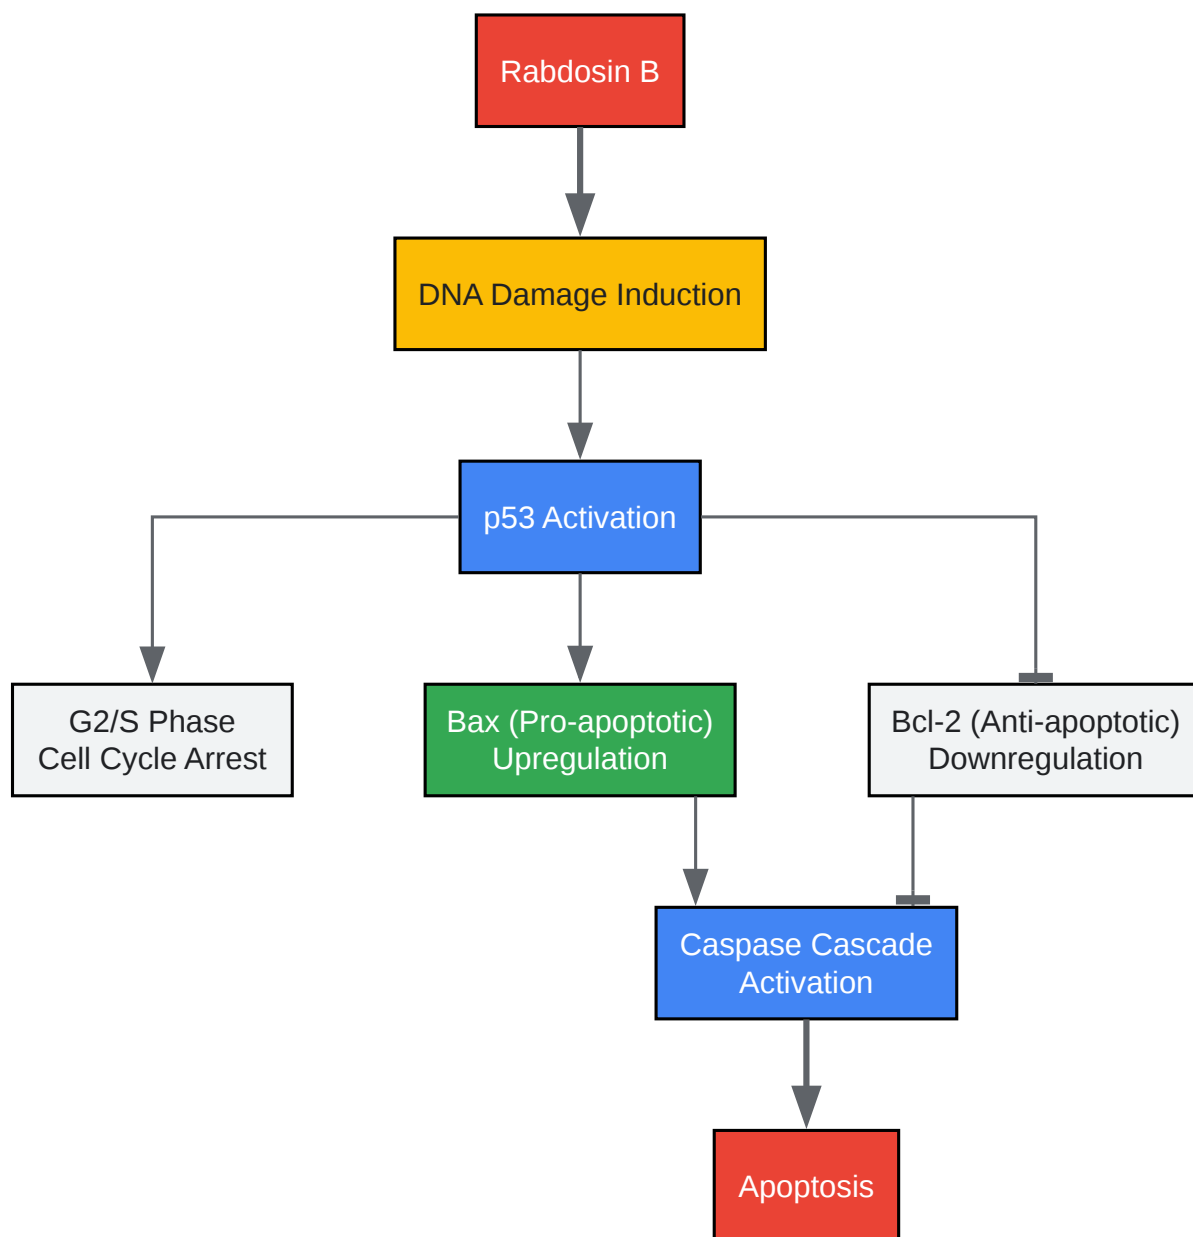 Rabdosin B
DNA Damage Induction
p53 Activation
G2/S Phase
Cell Cycle Arrest
Bax (Pro-apoptotic)
Upregulation
Bcl-2 (Anti-apoptotic)
Downregulation
Caspase Cascade
Activation
Apoptosis